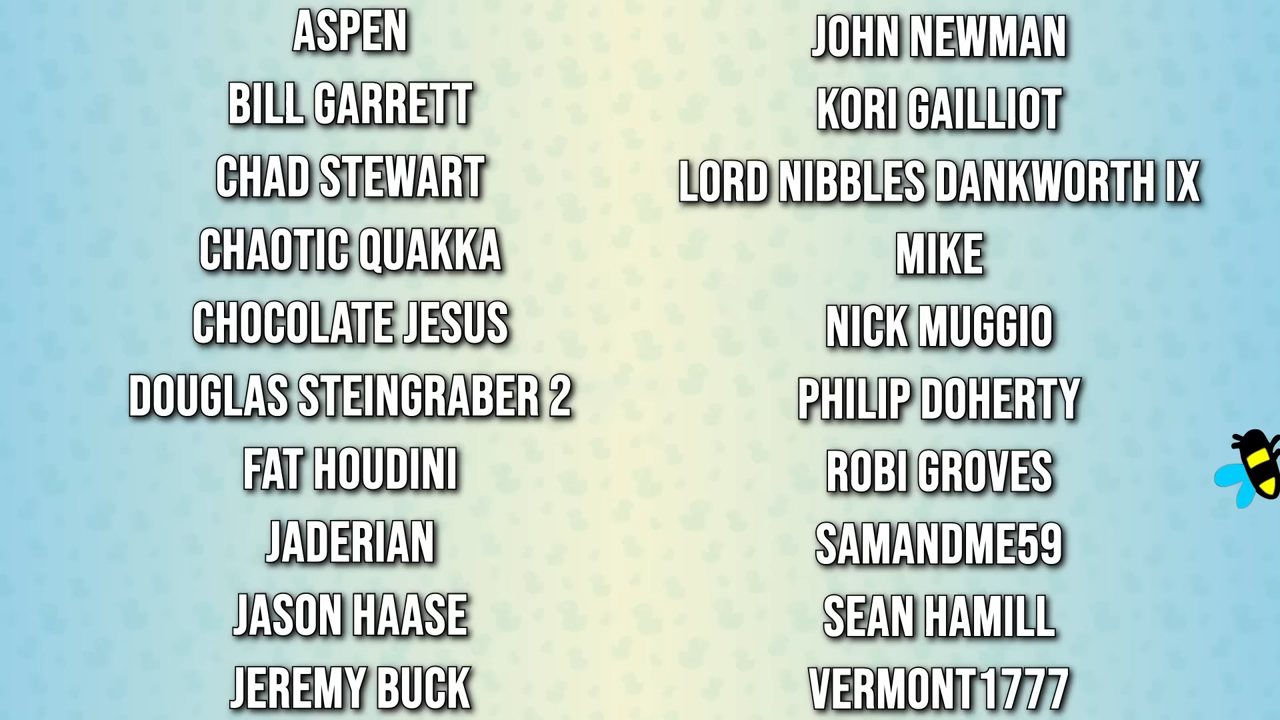 ASPEN
BILL GARRETT
CHAD STEWART
CHAOTIC QUAKKA
CHOCOLATE JESUS
DOUGLAS STEINGRABER 2
FAT HOUDINI
JADERIAN
JASON HAASE
JEREMY BUCK
JOHN NEWMAN
KORI GAILLIOT
LORD NIBBLES DANKWORTH IX
MIKE
NICK MUGGIO
PHILIP DOHERTY
ROBI GROVES
SAMANDME59
SEAN HAMILL
VERMONT1777